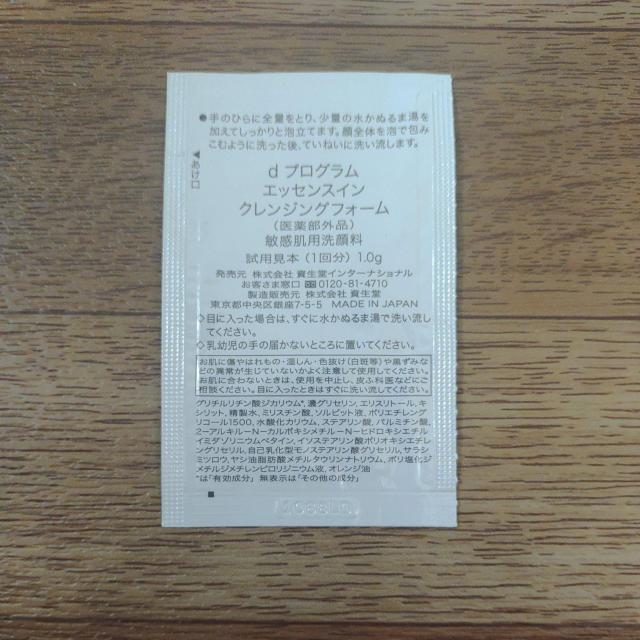 ●手のひらに全量をとり、少量の水かぬるま湯を
加えてしっかりと泡立てます。顔全体を泡で包み
こむように洗った後、ていねいに洗い流します。
▼あけ口
d プログラム
エッセンスイン
クレンジングフォーム
（医薬部外品）
敏感肌用洗顔料
試用見本（1回分）1.0g
発売元 株式会社 資生堂インターナショナル
お客さま窓口 0120-81-4710
製造販売元 株式会社 資生堂
東京都中央区銀座7-5-5 MADE IN JAPAN
◇目に入った場合は、すぐに水かぬるま湯で洗い流し
てください。
◇乳幼児の手の届かないところに置いてください。
お肌に傷やはれもの・湿しん・色抜け(白斑等)や黒ずみな
どの異常が生じていないかよく注意して使用してください。
お肌に合わないときは、使用を中止し、皮ふ科医などにご
相談ください。目に入ったときはすぐに洗い流してください。
グリチルリチン酸ジカリウム*,濃グリセリン,エリスリトール,キ
シリット,精製水,ミリスチン酸,ソルビット液,ポリエチレング
リコール1500,水酸化カリウム,ステアリン酸,パルミチン酸,
2ーアルキルーNーカルボキシメチルーNーヒドロキシエチル
イミダゾリニウムベタイン,イソステアリン酸ポリオキシエチレ
ングリセリル,自己乳化型モノステアリン酸グリセリル,サラシ
ミツロウ,ヤシ油脂肪酸メチルタウリンナトリウム,ポリ塩化ジ
メチルジメチレンピロリジニウム液,オレンジ油
*は「有効成分」無表示は「その他の成分」